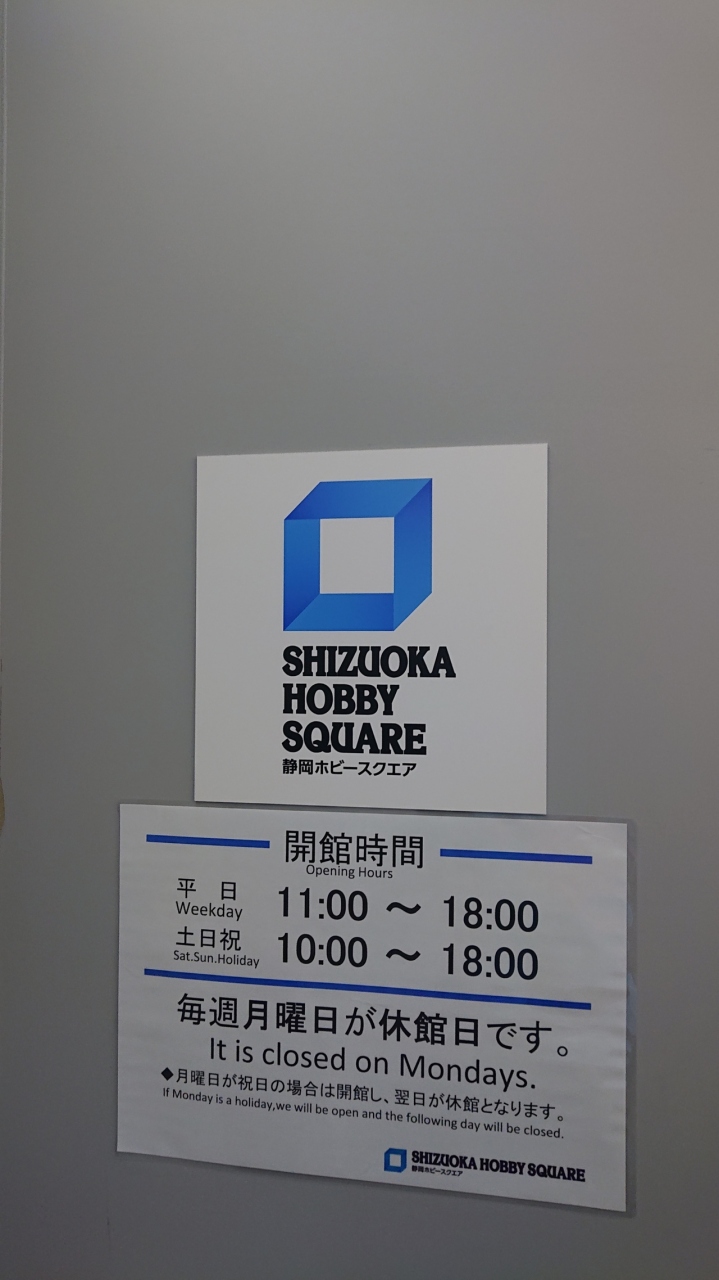 SHIZUOKA
HOBBY
SQUARE
静岡ホビースクエア
開館時間
Opening Hours
平　日 11:00 ～ 18:00
Weekday
土日祝 10:00 ～ 18:00
Sat.Sun.Holiday
毎週月曜日が休館日です。
It is closed on Mondays.
◆月曜日が祝日の場合は開館し、翌日が休館となります。
If Monday is a holiday,we will be open and the following day will be closed.
SHIZUOKA HOBBY SQUARE
静岡ホビースクエア